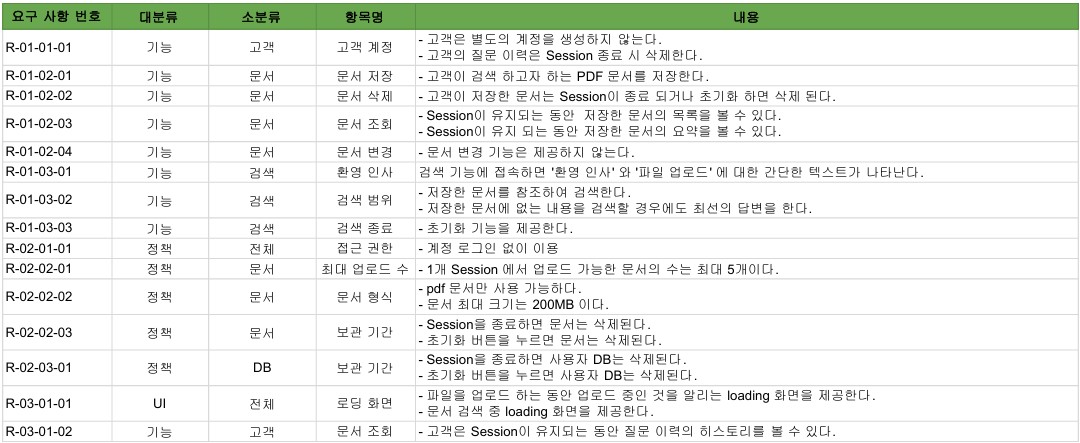 요구 사항 번호 대분류 소분류 항목명 내용
R-01-01-01 기능 고객 고객 계정 - 고객은 별도의 계정을 생성하지 않는다.
- 고객의 질문 이력은 Session 종료 시 삭제한다.
R-01-02-01 기능 문서 문서 저장 - 고객이 검색 하고자 하는 PDF 문서를 저장한다.
R-01-02-02 기능 문서 문서 삭제 - 고객이 저장한 문서는 Session이 종료 되거나 초기화 하면 삭제 된다.
R-01-02-03 기능 문서 문서 조회 - Session이 유지되는 동안 저장한 문서의 목록을 볼 수 있다.
- Session이 유지 되는 동안 저장한 문서의 요약을 볼 수 있다.
R-01-02-04 기능 문서 문서 변경 - 문서 변경 기능은 제공하지 않는다.
R-01-03-01 기능 검색 환영 인사 검색 기능에 접속하면 '환영 인사' 와 '파일 업로드' 에 대한 간단한 텍스트가 나타난다.
R-01-03-02 기능 검색 검색 범위 - 저장한 문서를 참조하여 검색한다.
- 저장한 문서에 없는 내용을 검색할 경우에도 최선의 답변을 한다.
R-01-03-03 기능 검색 검색 종료 - 초기화 기능을 제공한다.
R-02-01-01 정책 전체 접근 권한 - 계정 로그인 없이 이용
R-02-02-01 정책 문서 최대 업로드 수 - 1개 Session 에서 업로드 가능한 문서의 수는 최대 5개이다.
R-02-02-02 정책 문서 문서 형식 - pdf 문서만 사용 가능하다.
- 문서 최대 크기는 200MB 이다.
R-02-02-03 정책 문서 보관 기간 - Session을 종료하면 문서는 삭제된다.
- 초기화 버튼을 누르면 문서는 삭제된다.
R-02-03-01 정책 DB 보관 기간 - Session을 종료하면 사용자 DB는 삭제된다.
- 초기화 버튼을 누르면 사용자 DB는 삭제된다.
R-03-01-01 UI 전체 로딩 화면 - 파일을 업로드 하는 동안 업로드 중인 것을 알리는 loading 화면을 제공한다.
- 문서 검색 중 loading 화면을 제공한다.
R-03-01-02 기능 고객 문서 조회 - 고객은 Session이 유지되는 동안 질문 이력의 히스토리를 볼 수 있다.